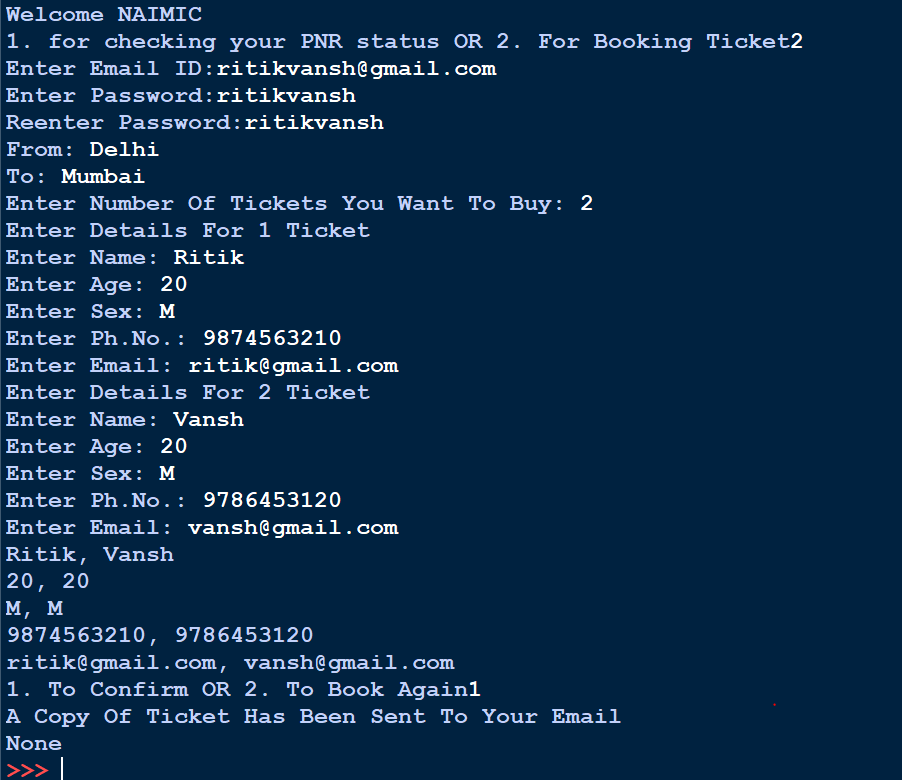 Welcome NAIMIC
1. for checking your PNR status OR 2. For Booking Ticket2
Enter Email ID:ritikvansh@gmail.com
Enter Password:ritikvansh
Reenter Password:ritikvansh
From: Delhi
To: Mumbai
Enter Number Of Tickets You Want To Buy: 2
Enter Details For 1 Ticket
Enter Name: Ritik
Enter Age: 20
Enter Sex: M
Enter Ph.No.: 9874563210
Enter Email: ritik@gmail.com
Enter Details For 2 Ticket
Enter Name: Vansh
Enter Age: 20
Enter Sex: M
Enter Ph.No.: 9786453120
Enter Email: vansh@gmail.com
Ritik, Vansh
20, 20
M, M
9874563210, 9786453120
ritik@gmail.com, vansh@gmail.com
1. To Confirm OR 2. To Book Again1
A Copy Of Ticket Has Been Sent To Your Email
None
>>>